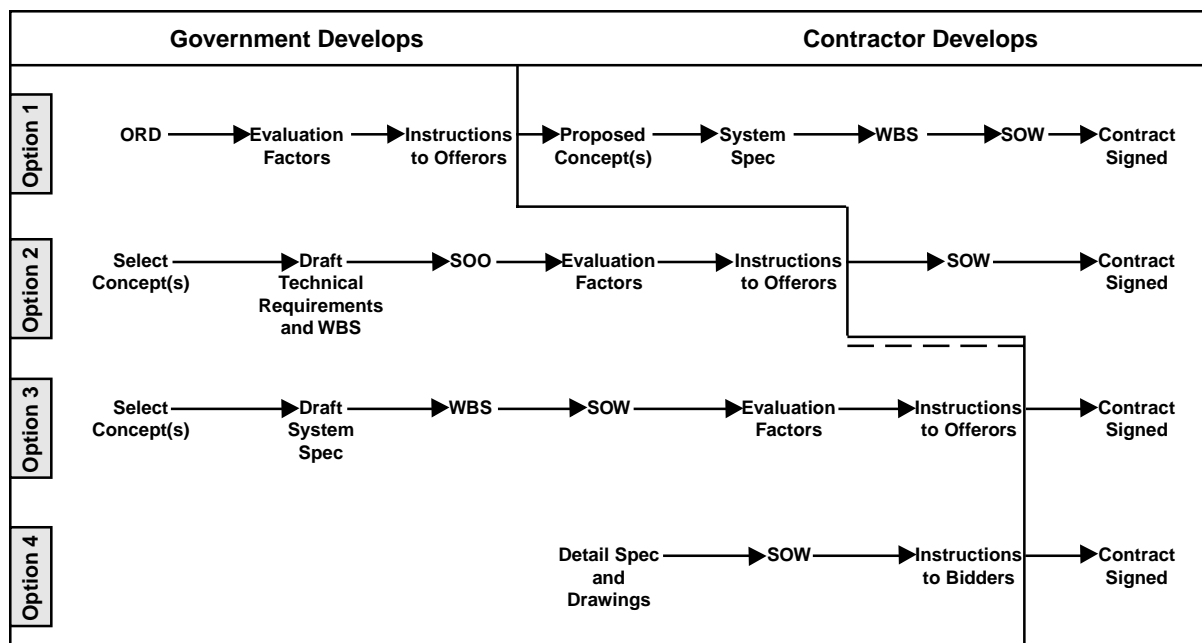 Government Develops
Contractor Develops
Option 1
ORD
Evaluation
Factors
Instructions
to Offerors
Proposed
Concept(s)
System
Spec
WBS
SOW
Contract
Signed
Option 2
Select
Concept(s)
Draft
Technical
Requirements
and WBS
SOO
Evaluation
Factors
Instructions
to Offerors
SOW
Contract
Signed
Option 3
Select
Concept(s)
Draft
System
Spec
WBS
SOW
Evaluation
Factors
Instructions
to Offerors
Contract
Signed
Option 4
Detail Spec
and
Drawings
SOW
Instructions
to Bidders
Contract
Signed